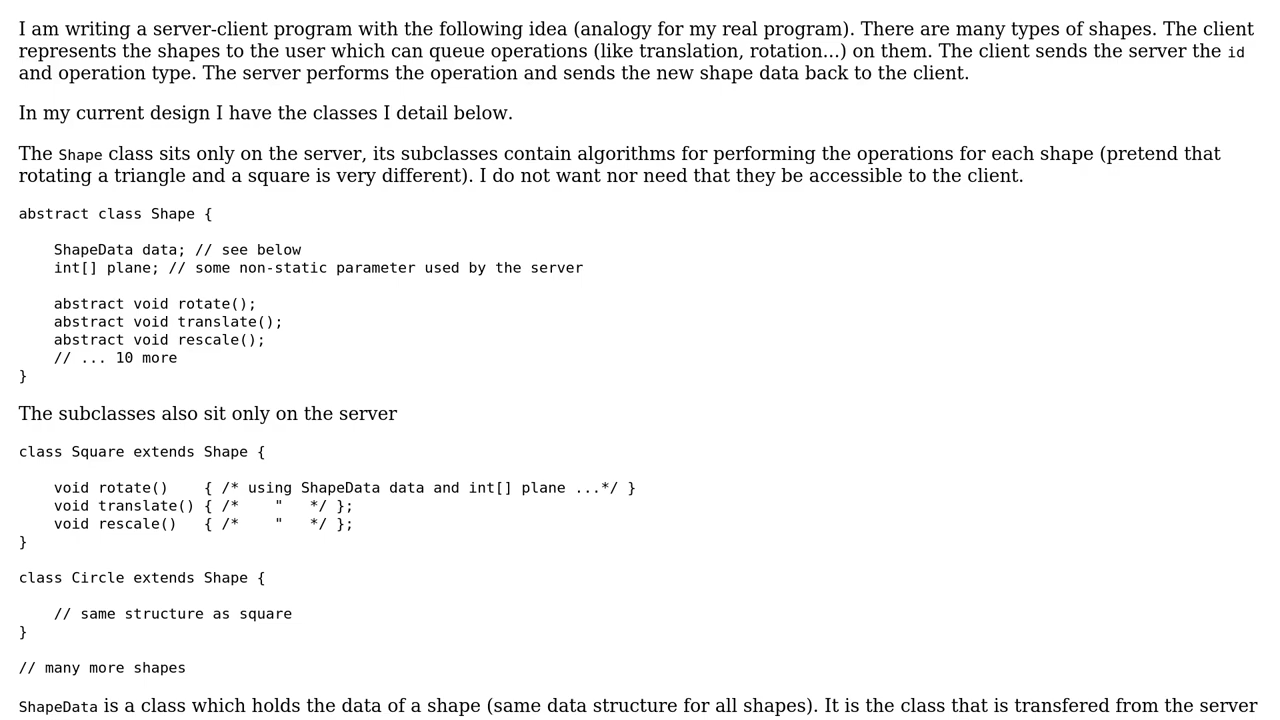 I am writing a server-client program with the following idea (analogy for my real program). There are many types of shapes. The client
represents the shapes to the user which can queue operations (like translation, rotation...) on them. The client sends the server the id
and operation type. The server performs the operation and sends the new shape data back to the client.
In my current design I have the classes I detail below.
The Shape class sits only on the server, its subclasses contain algorithms for performing the operations for each shape (pretend that
rotating a triangle and a square is very different). I do not want nor need that they be accessible to the client.
abstract class Shape {
    ShapeData data; // see below
    int[] plane; // some non-static parameter used by the server
    abstract void rotate();
    abstract void translate();
    abstract void rescale();
    // ... 10 more
}
The subclasses also sit only on the server
class Square extends Shape {
    void rotate()    { /* using ShapeData data and int[] plane ...*/ }
    void translate() { /*    "   */ };
    void rescale()   { /*    "   */ };
}
class Circle extends Shape {
    // same structure as square
}
// many more shapes
ShapeData is a class which holds the data of a shape (same data structure for all shapes). It is the class that is transfered from the server